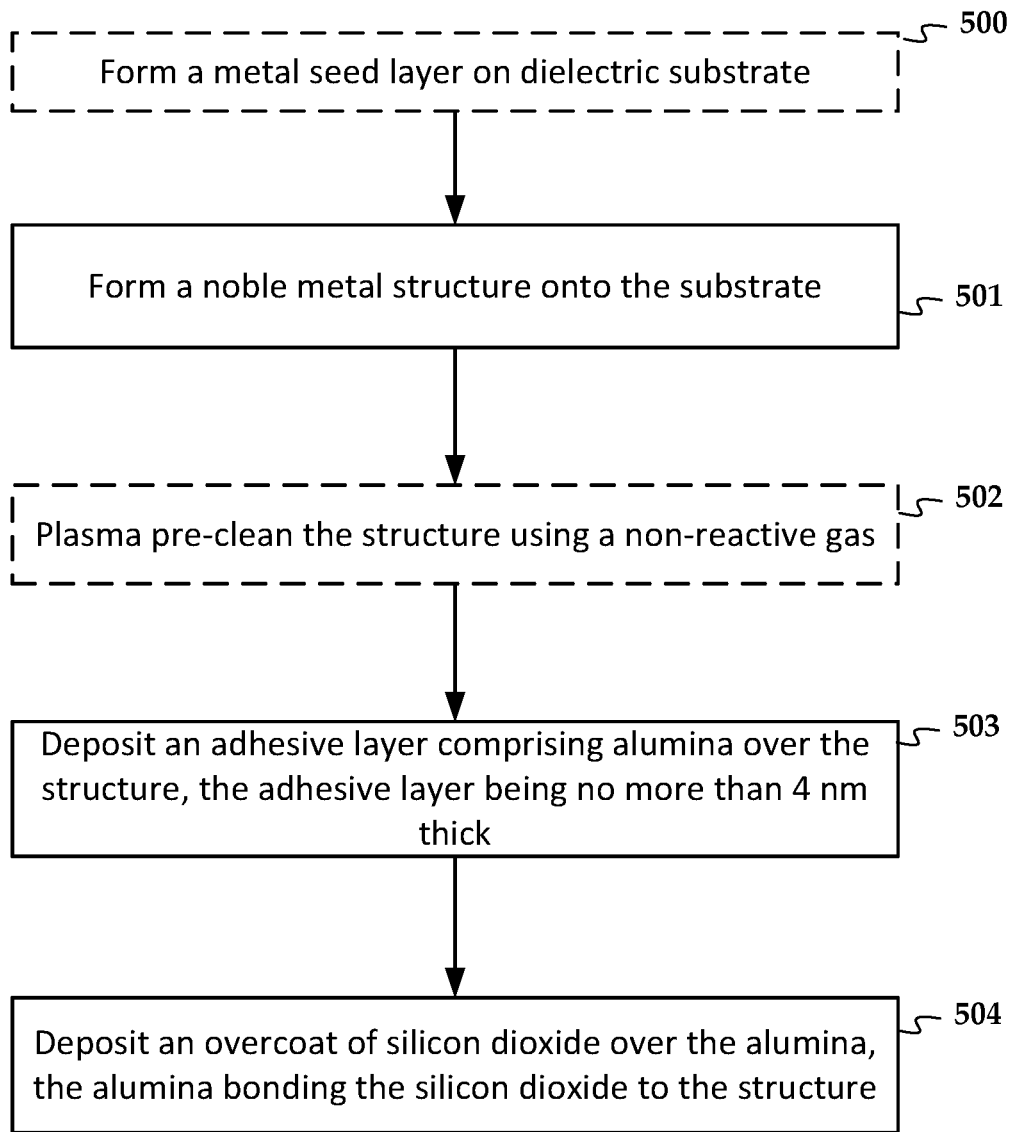 500
Form a metal seed layer on dielectric substrate
Form a noble metal structure onto the substrate
501
502
Plasma pre-clean the structure using a non-reactive gas
503
Deposit an adhesive layer comprising alumina over the
structure, the adhesive layer being no more than 4 nm
thick
504
Deposit an overcoat of silicon dioxide over the alumina,
the alumina bonding the silicon dioxide to the structure